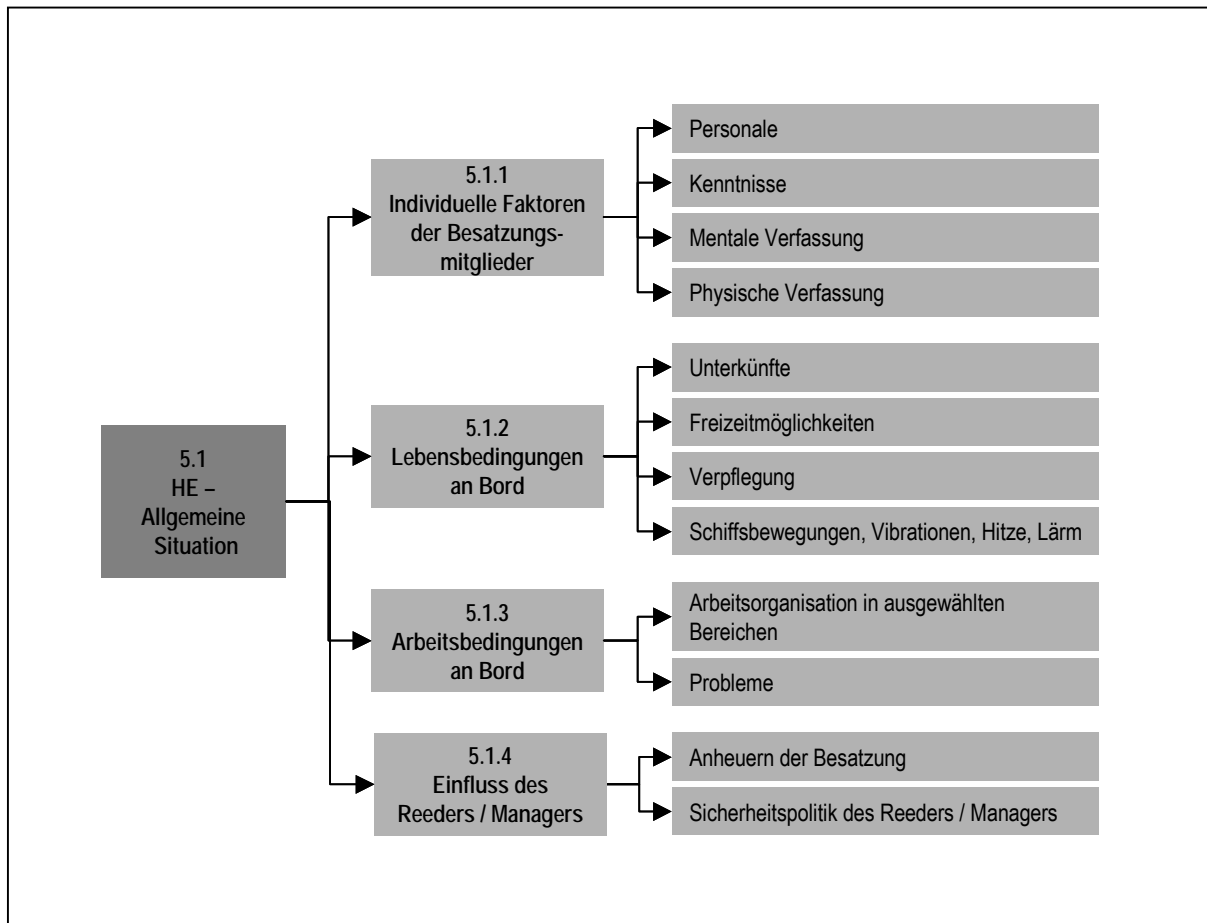 5.1
HE –
Allgemeine
Situation
5.1.1
Individuelle Faktoren
der Besatzungs-
mitglieder
Personale
Kenntnisse
Mentale Verfassung
Physische Verfassung
5.1.2
Lebensbedingungen
an Bord
Unterkünfte
Freizeitmöglichkeiten
Verpflegung
Schiffsbewegungen, Vibrationen, Hitze, Lärm
5.1.3
Arbeitsbedingungen
an Bord
Arbeitsorganisation in ausgewählten
Bereichen
Probleme
5.1.4
Einfluss des
Reeders / Managers
Anheuern der Besatzung
Sicherheitspolitik des Reeders / Managers